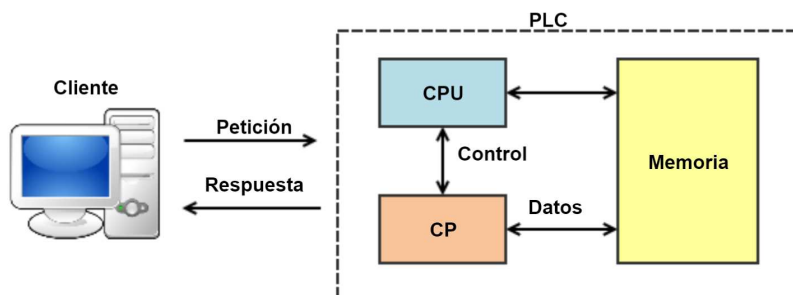 PLC
Cliente
CPU
Petición
Control
Memoria
Respuesta
Datos
CP